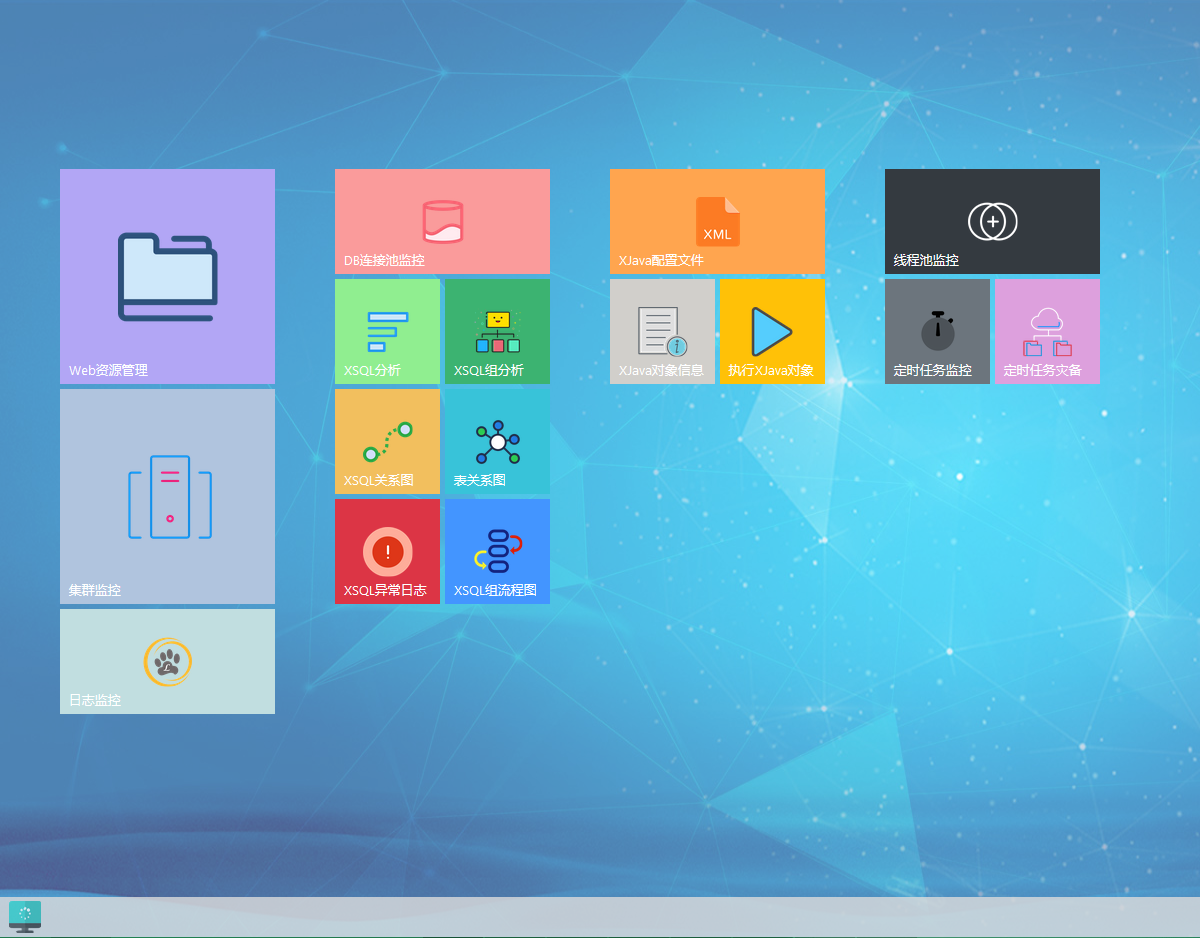 Web资源管理
集群监控
日志监控
DB连接池监控
XSQL分析
XSQL组分析
XSQL关系图
表关系图
XSQL异常日志
XSQL组流程图
XML
XJava配置文件
XJava对象信息
执行XJava对象
线程池监控
定时任务监控
定时任务灾备